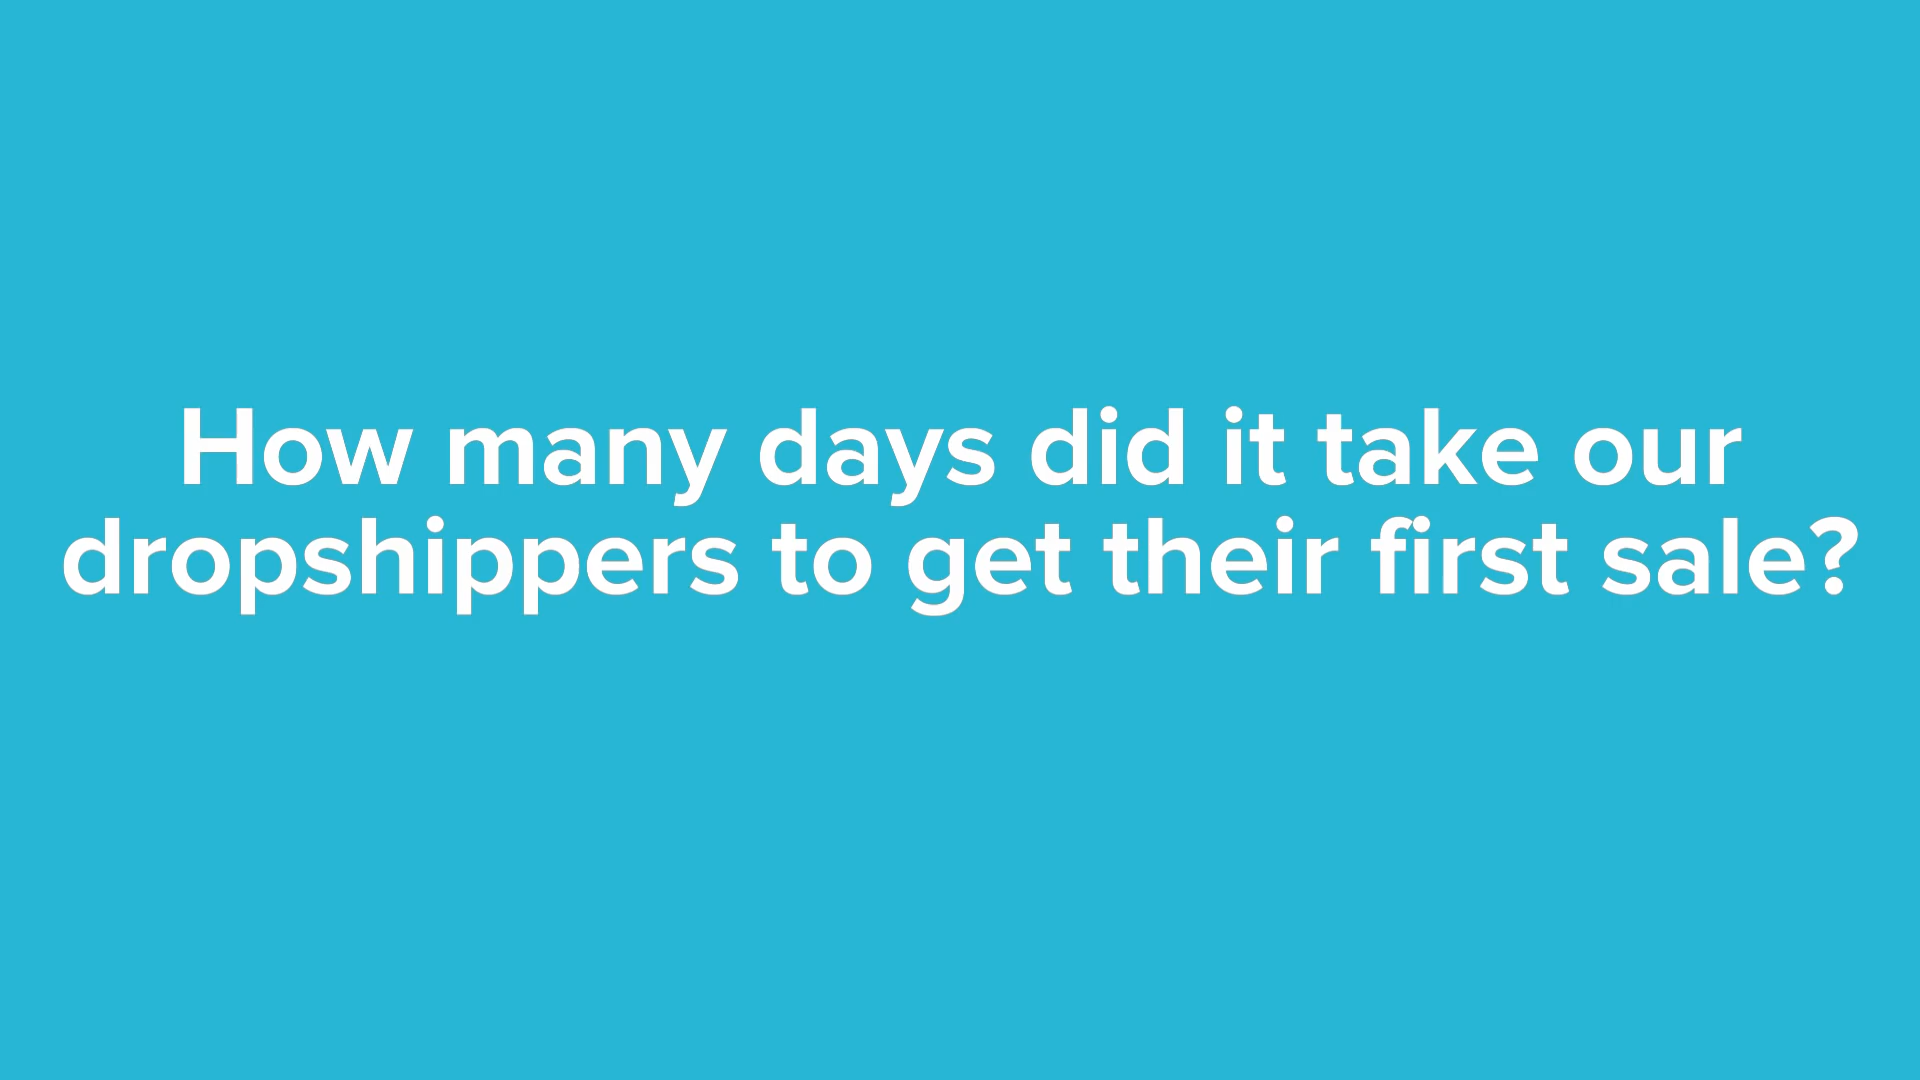 How many days did it take our
dropshippers to get their first sale?